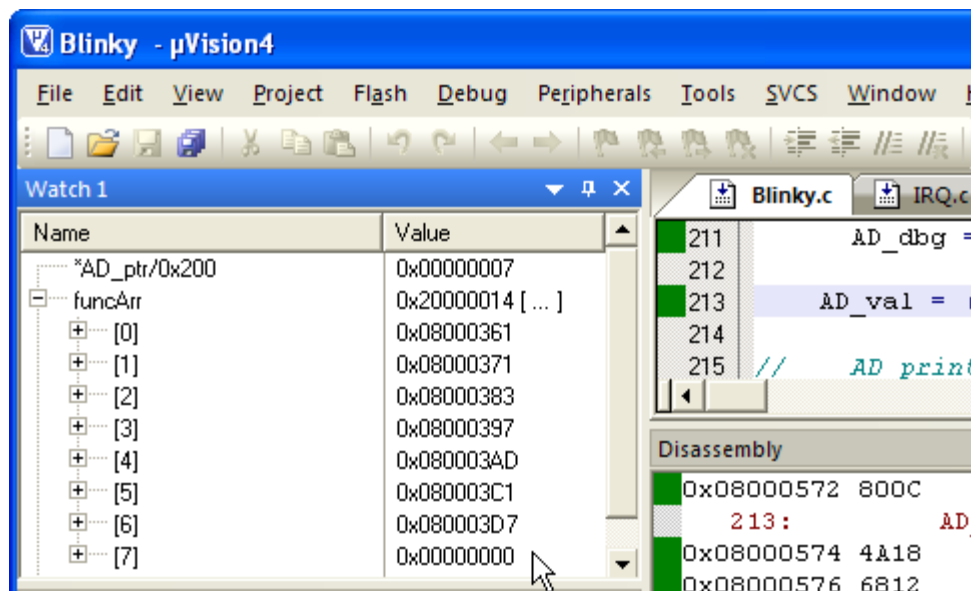 Blinky - µVision4
File Edit View Project Flash Debug Peripherals Tools SVCS Window
Watch 1
Name Value
*AD_ptr/0x200 0x00000007
funcArr 0x20000014 [ ... ]
[0] 0x08000361
[1] 0x08000371
[2] 0x08000383
[3] 0x08000397
[4] 0x080003AD
[5] 0x080003C1
[6] 0x080003D7
[7] 0x00000000
Blinky.c IRQ.c
211 AD_dbg =
212
213 AD_val =
214
215 // AD print
Disassembly
0x08000572 800C
213: AD_
0x08000574 4A18
0x08000576 6812